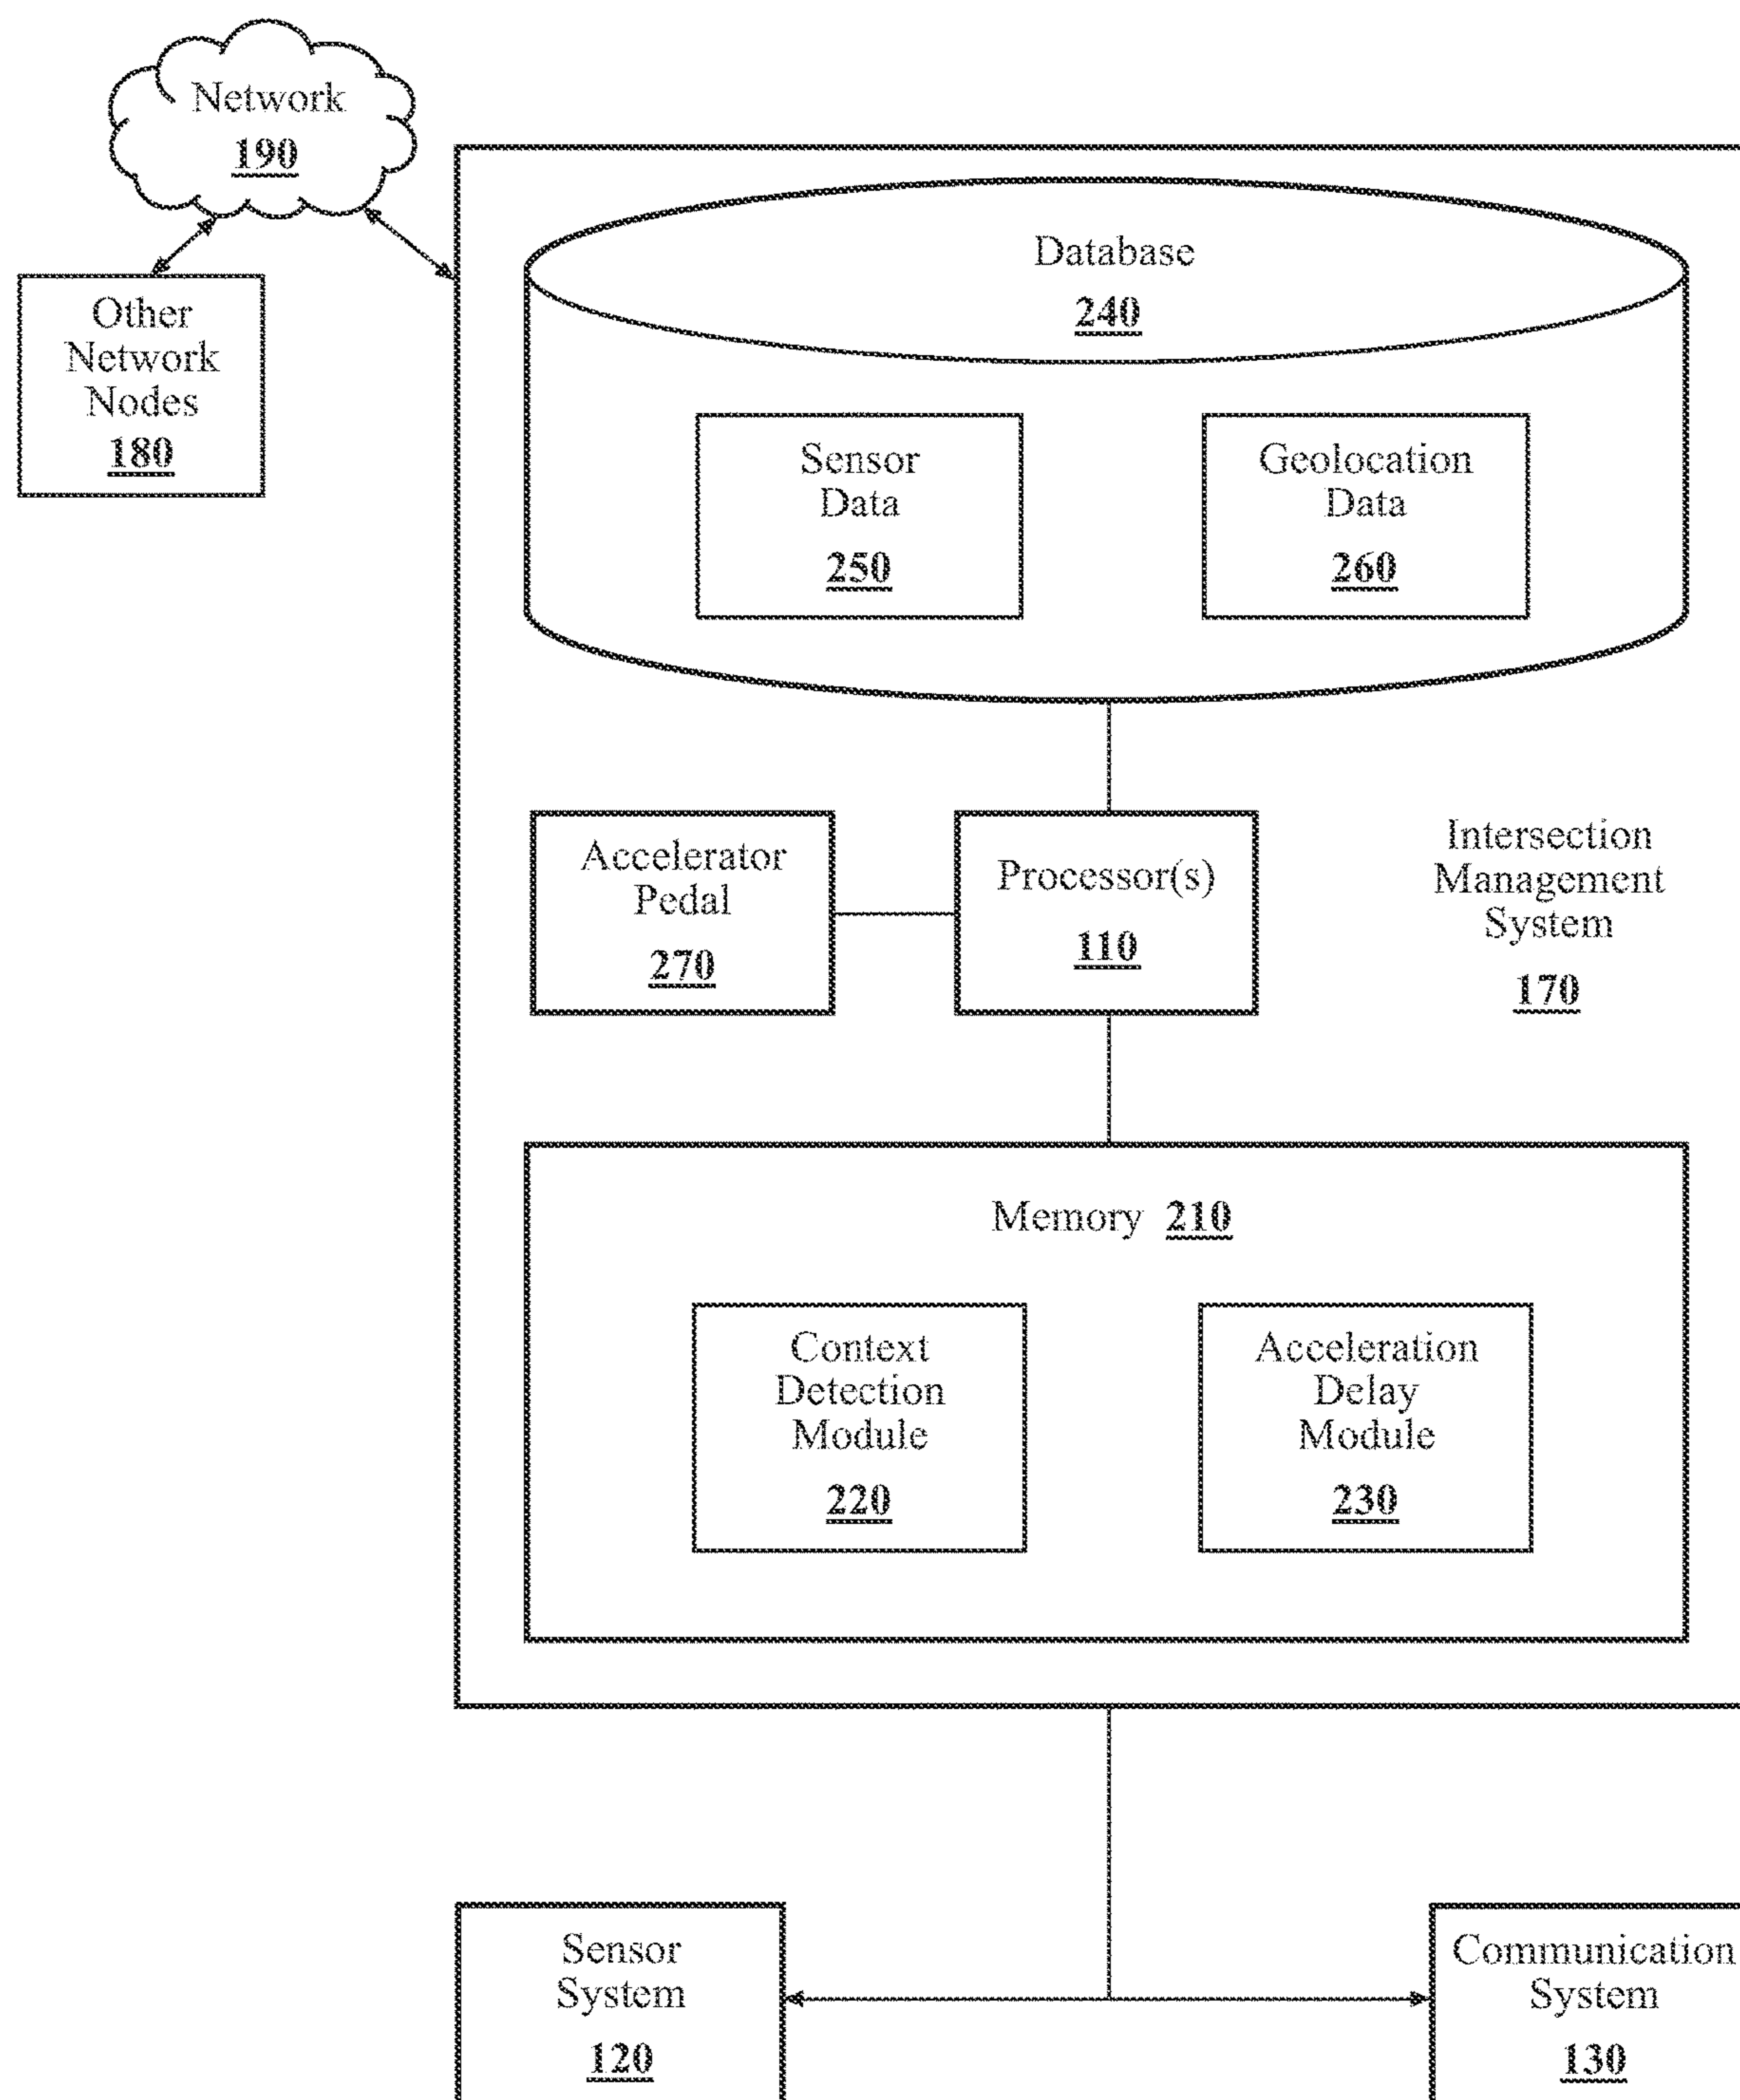 Network
190
Other
Network
Nodes
180
Database
240
Sensor
Data
250
Geolocation
Data
260
Accelerator
Pedal
270
Processor(s)
110
Intersection
Management
System
170
Memory 210
Context
Detection
Module
220
Acceleration
Delay
Module
230
Sensor
System
120
Communication
System
130